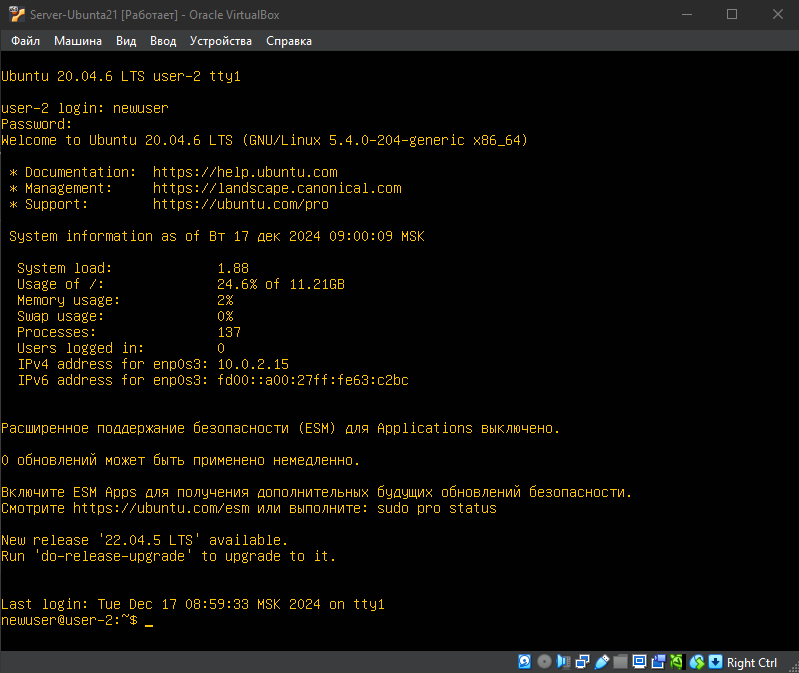 Server-Ubunta21 [Работает] - Oracle VirtualBox
Файл Машина Вид Ввод Устройства Справка
Ubuntu 20.04.6 LTS user-2 tty1
user-2 login: newuser
Password:
Welcome to Ubuntu 20.04.6 LTS (GNU/Linux 5.4.0-204-generic x86_64)
* Documentation: https://help.ubuntu.com
* Management: https://landscape.canonical.com
* Support: https://ubuntu.com/pro
System information as of Вт 17 дек 2024 09:00:09 MSK
System load: 1.88
Usage of /: 24.6% of 11.21GB
Memory usage: 2%
Swap usage: 0%
Processes: 137
Users logged in: 0
IPv4 address for enp0s3: 10.0.2.15
IPv6 address for enp0s3: fd00::a00:27ff:fe63:c2bc
Расширенное поддержание безопасности (ESM) для Applications выключено.
0 обновлений может быть применено немедленно.
Включите ESM Apps для получения дополнительных будущих обновлений безопасности.
Смотрите https://ubuntu.com/esm или выполните: sudo pro status
New release '22.04.5 LTS' available.
Run 'do-release-upgrade' to upgrade to it.
Last login: Tue Dec 17 08:59:33 MSK 2024 on tty1
newuser@user-2:~$ _
Right Ctrl